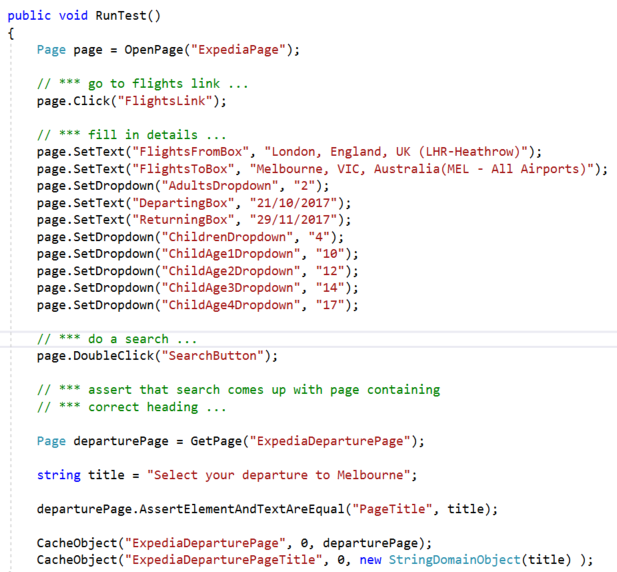 public void RunTest()
{
Page page = OpenPage("ExpediaPage");
// *** go to flights link ...
page.Click("FlightsLink");
// *** fill in details ...
page.SetText("FlightsFromBox", "London, England, UK (LHR-Heathrow)");
page.SetText("FlightsToBox", "Melbourne, VIC, Australia(MEL - All Airports)");
page.SetDropdown("AdultsDropdown", "2");
page.SetText("DepartingBox", "21/10/2017");
page.SetText("ReturningBox", "29/11/2017");
page.SetDropdown("ChildrenDropdown", "4");
page.SetDropdown("ChildAge1Dropdown", "10");
page.SetDropdown("ChildAge2Dropdown", "12");
page.SetDropdown("ChildAge3Dropdown", "14");
page.SetDropdown("ChildAge4Dropdown", "17");
// *** do a search ...
page.DoubleClick("SearchButton");
// *** assert that search comes up with page containing
// *** correct heading ...
Page departurePage = GetPage("ExpediaDeparturePage");
string title = "Select your departure to Melbourne";
departurePage.AssertElementAndTextAreEqual("PageTitle", title);
CacheObject("ExpediaDeparturePage", 0, departurePage);
CacheObject("ExpediaDeparturePageTitle", 0, new StringDomainObject(title) );